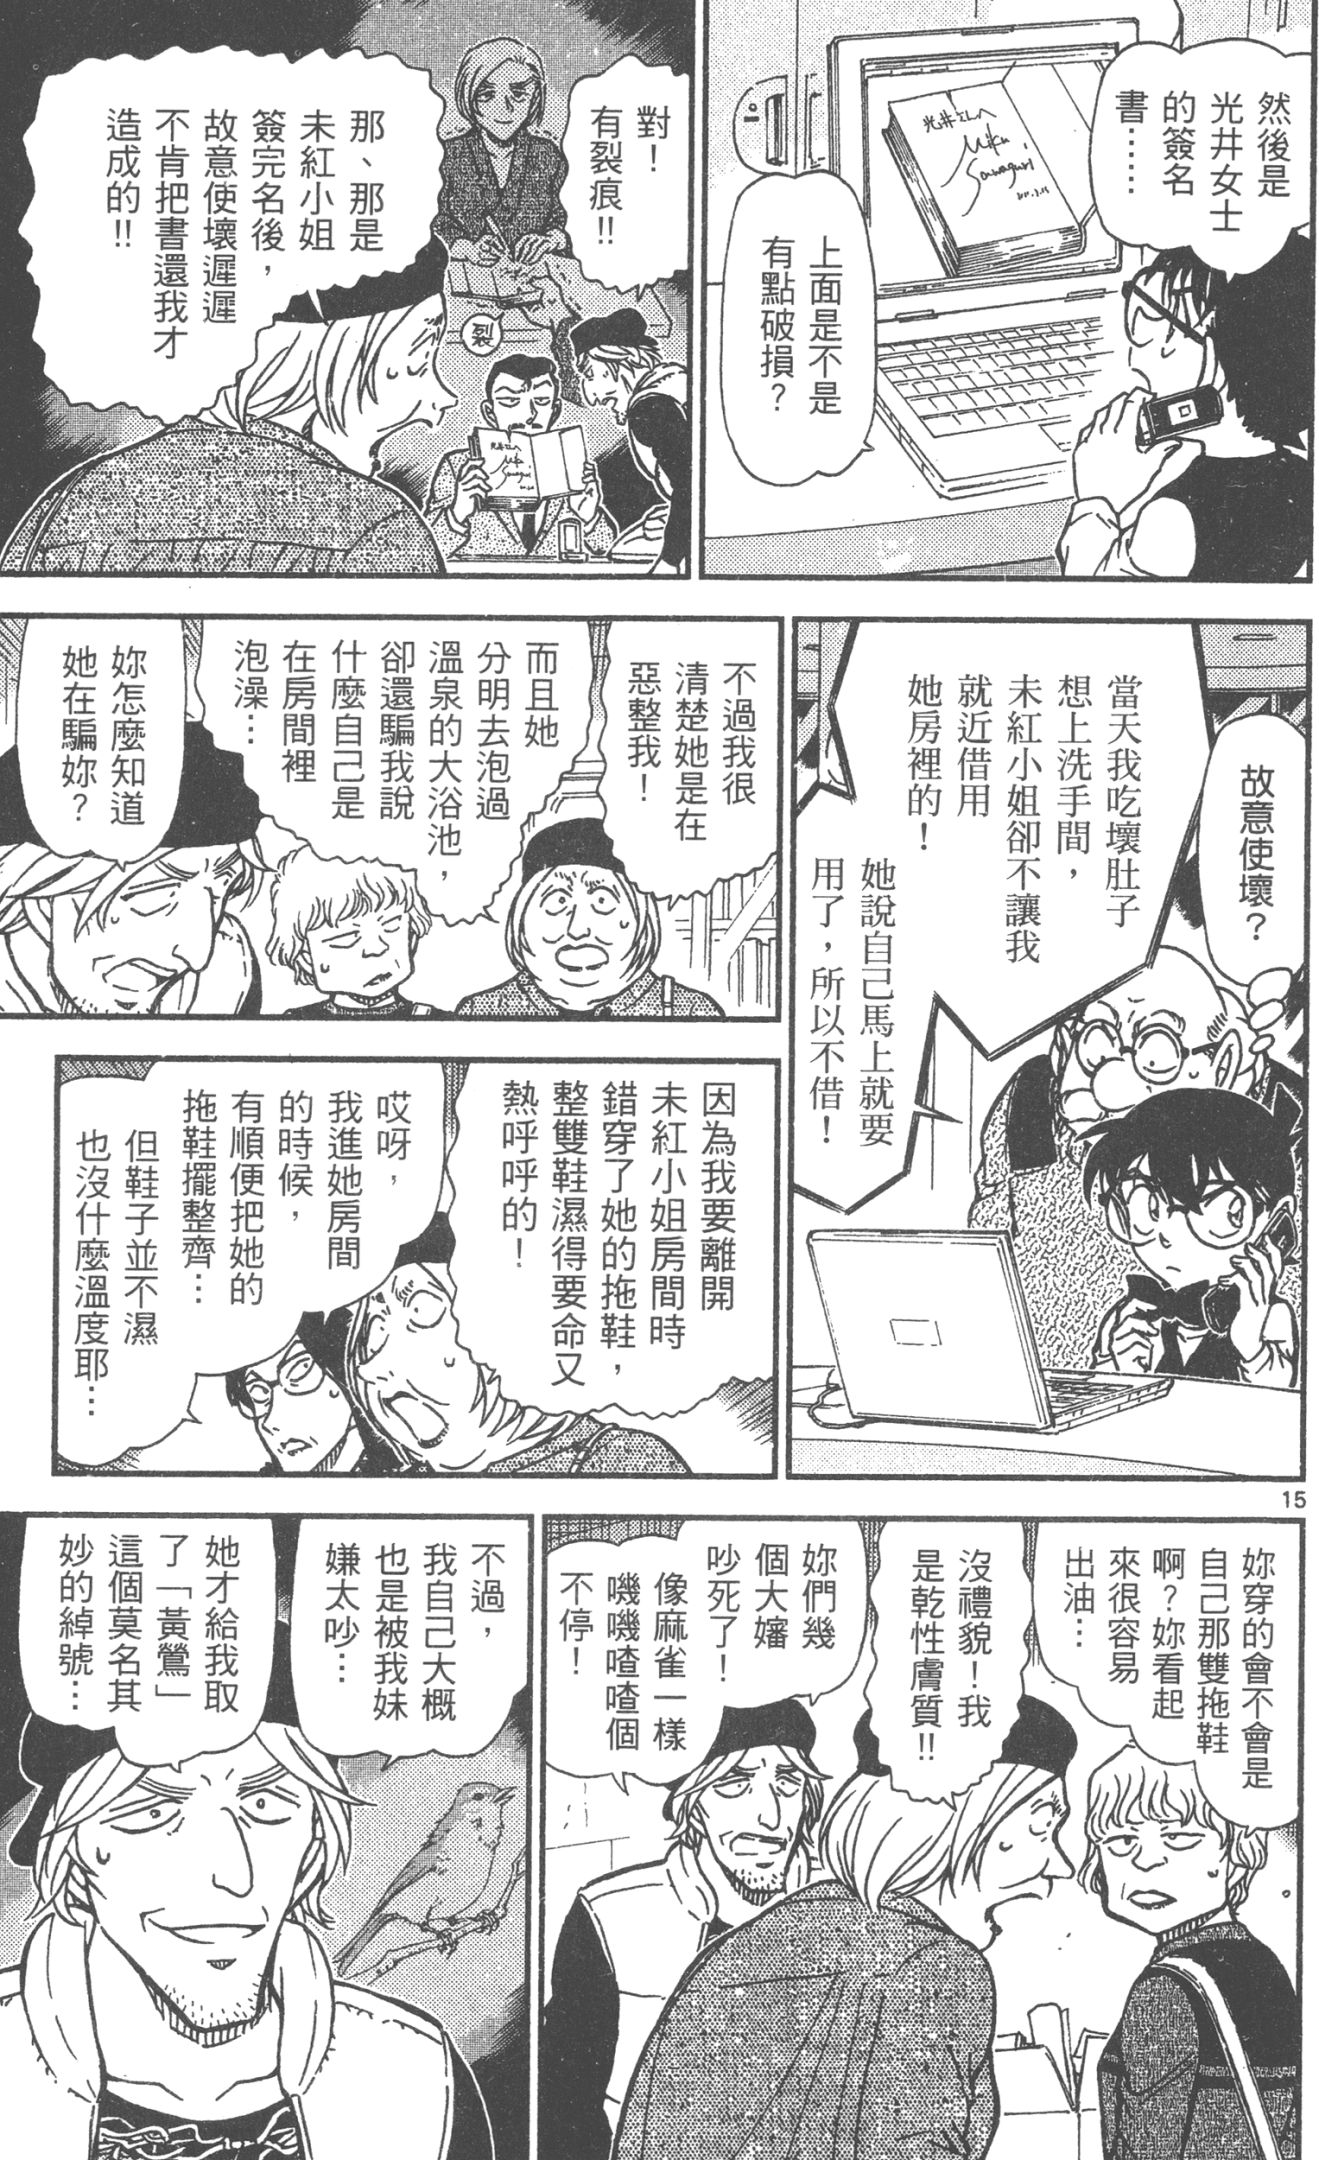 然後是
光井女士
的簽名
書……
光井
Miku
Sawaguri
上面是不是
有點破損？
對！
有裂痕!!
裂
光井
Miku
Sawaguri
那、那是
未紅小姐
簽完名後，
故意使壞遲遲
不肯把書還我才
造成的!!
故意使壞？
當天我吃壞肚子
想上洗手間，
未紅小姐卻不讓我
就近借用
她房裡的！
她說自己馬上就要
用了，所以不借！
不過我很
清楚她是在
惡整我！
而且她
分明去泡過
溫泉的大浴池，
卻還騙我說
什麼自己是
在房間裡
泡澡…
妳怎麼知道
她在騙妳？
因為我要離開
未紅小姐房間時
錯穿了她的拖鞋，
整雙鞋濕得要命又
熱呼呼的！
哎呀，
我進她房間
的時候，
有順便把她的
拖鞋擺整齊…
但鞋子並不濕
也沒什麼溫度耶…
15
妳穿的會不會是
自己那雙拖鞋
啊？妳看起
來很容易
出油…
沒禮貌！我
是乾性膚質!!
妳們幾
個大嬸
吵死了！
像麻雀一樣
嘰嘰喳喳個
不停！
不過，
我自己大概
也是被我妹
嫌太吵…
她才給我取
了「黃鶯」
這個莫名其
妙的綽號…